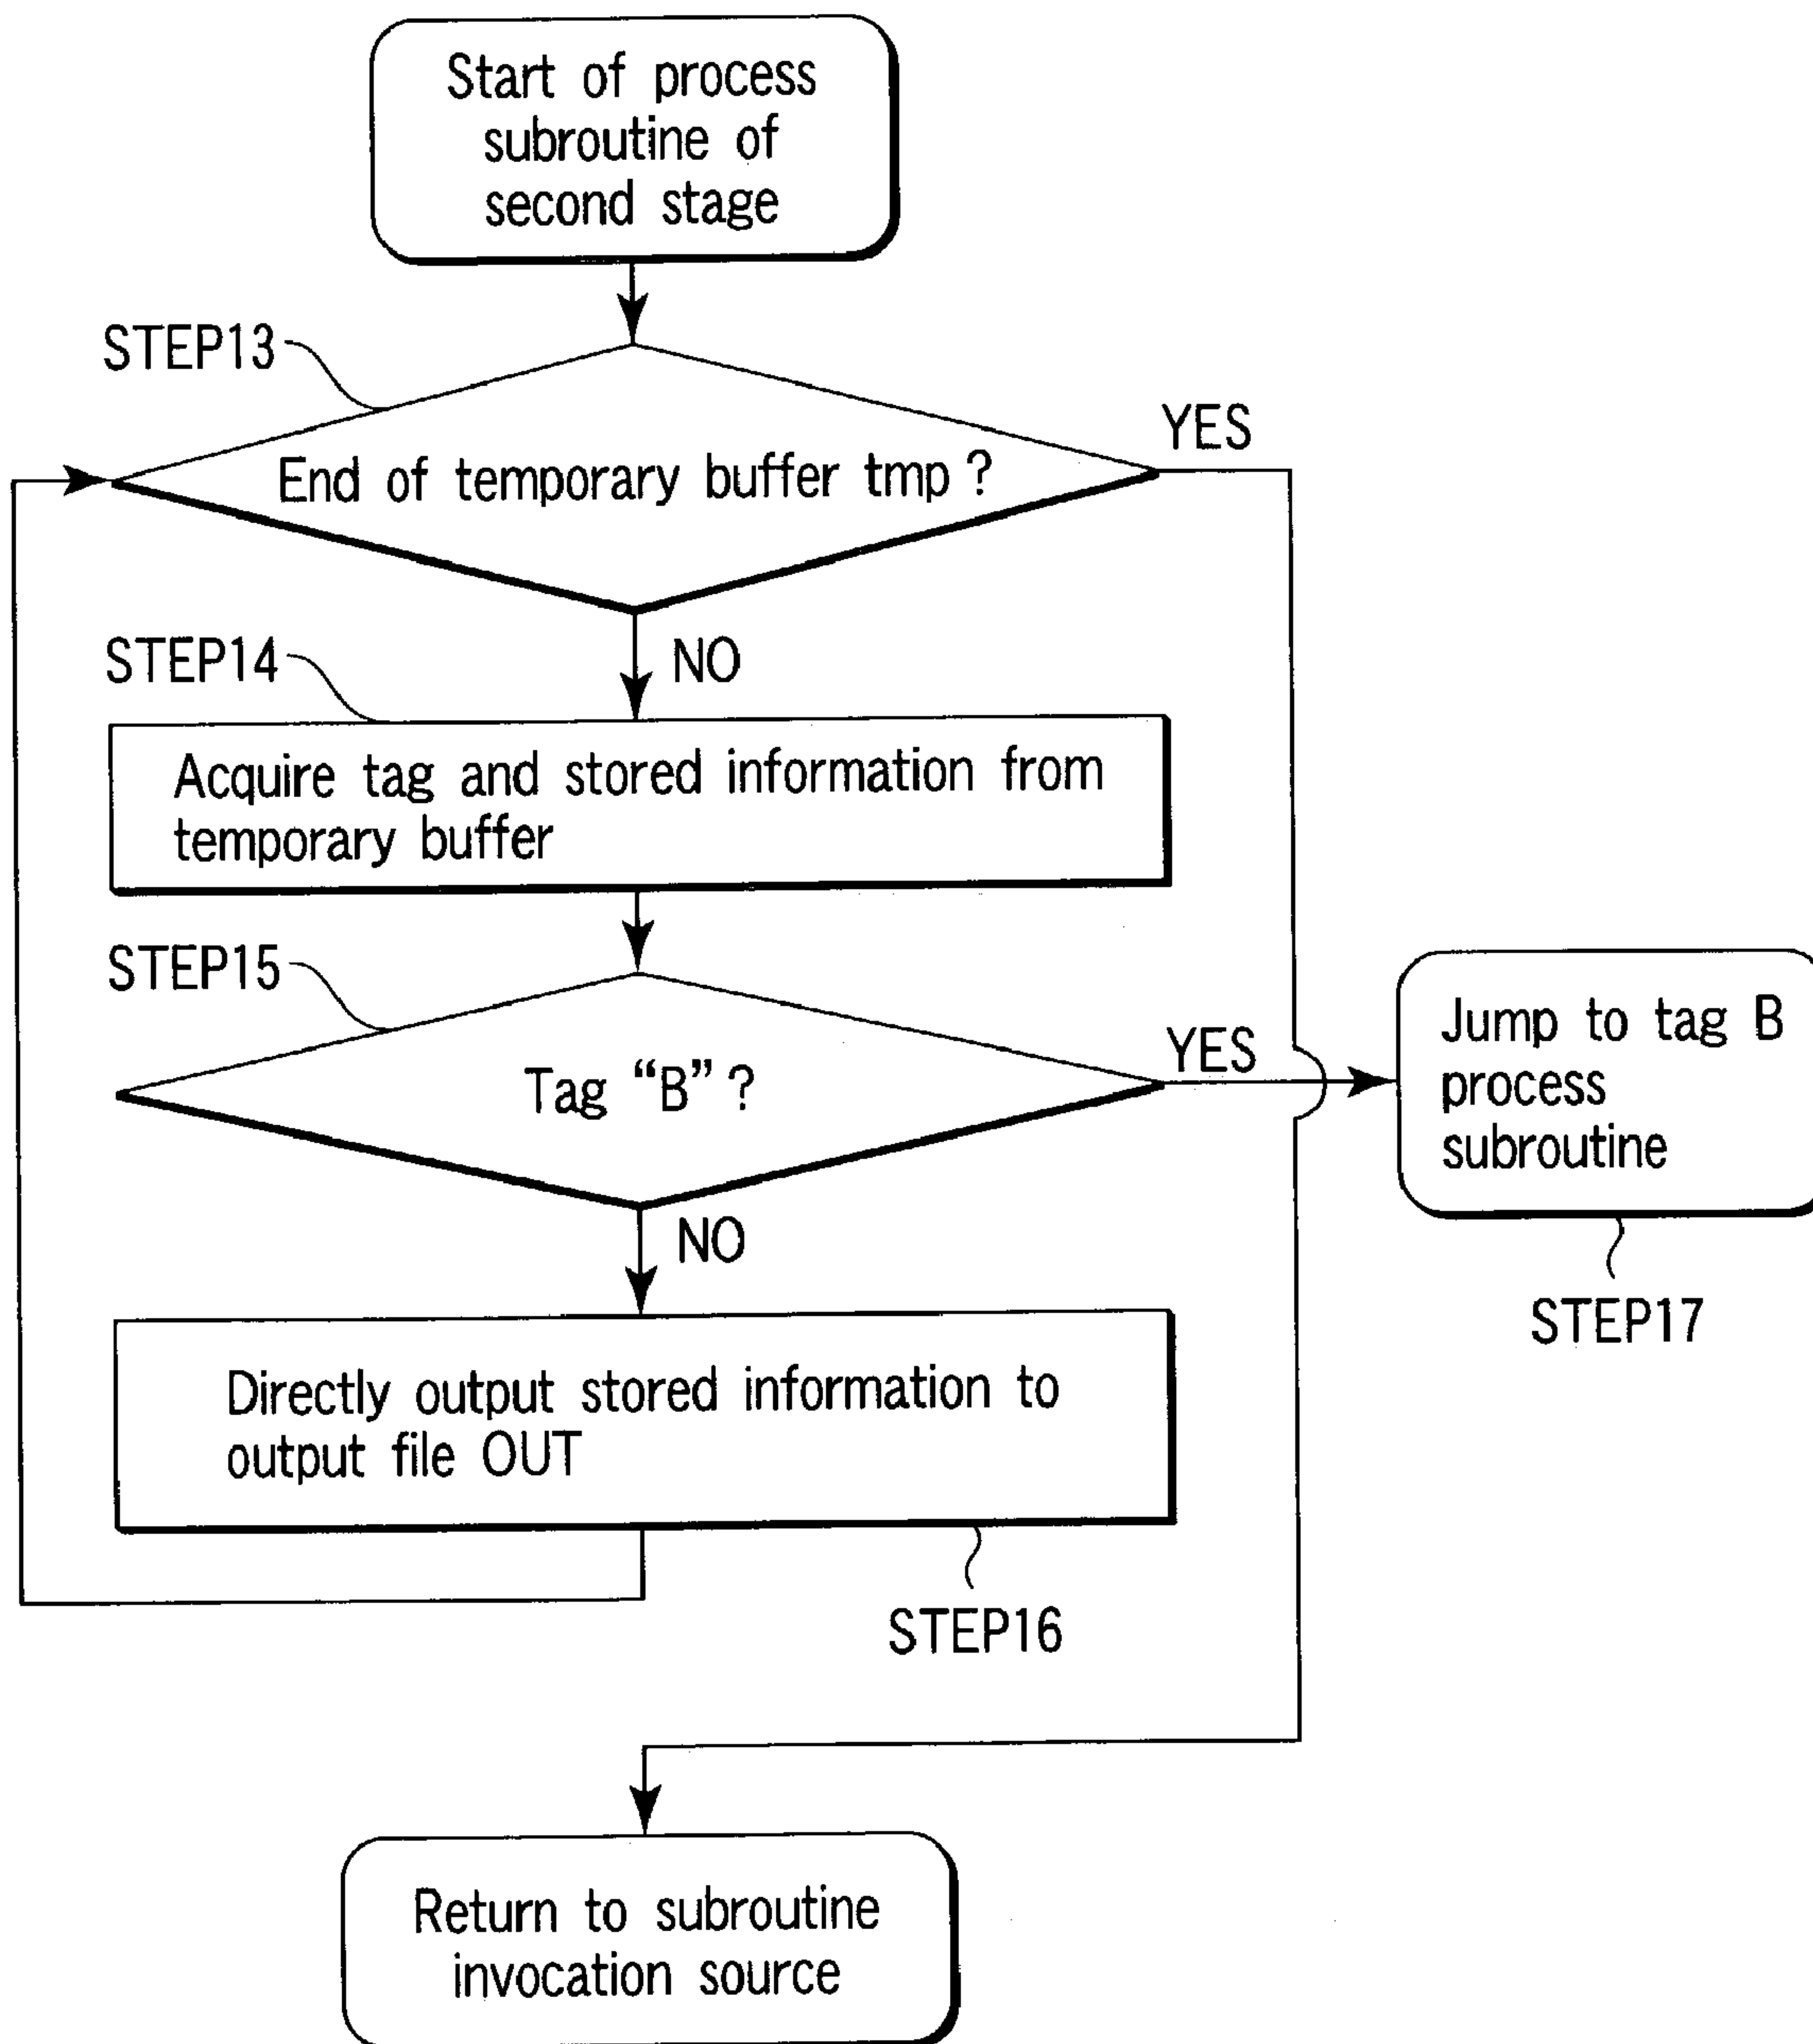 Start of process
subroutine of
second stage
STEP13
YES
End of temporary buffer tmp ?
STEP14
NO
Acquire tag and stored information from
temporary buffer
STEP15
YES
Tag “B” ?
Jump to tag B
process
subroutine
NO
STEP17
Directly output stored information to
output file OUT
STEP16
Return to subroutine
invocation source